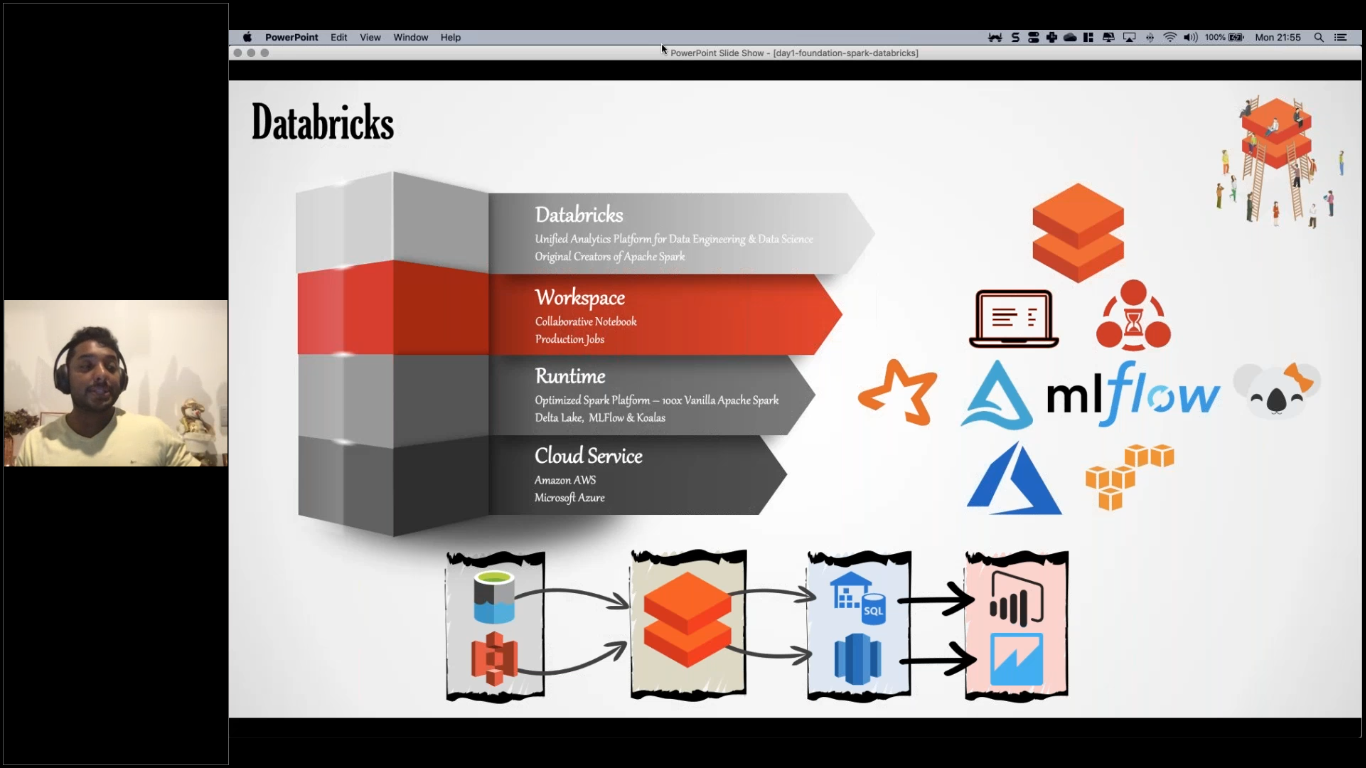 PowerPoint Edit View Window Help 100% Mon 21:55
PowerPoint Slide Show - [day1-foundation-spark-databricks]
Databricks
Databricks
Unified Analytics Platform for Data Engineering & Data Science
Original Creators of Apache Spark
Workspace
Collaborative Notebook
Production Jobs
Runtime
Optimized Spark Platform – 100x Vanilla Apache Spark
Delta Lake, MLFlow & Koalas
Cloud Service
Amazon AWS
Microsoft Azure
mlflow
SQL